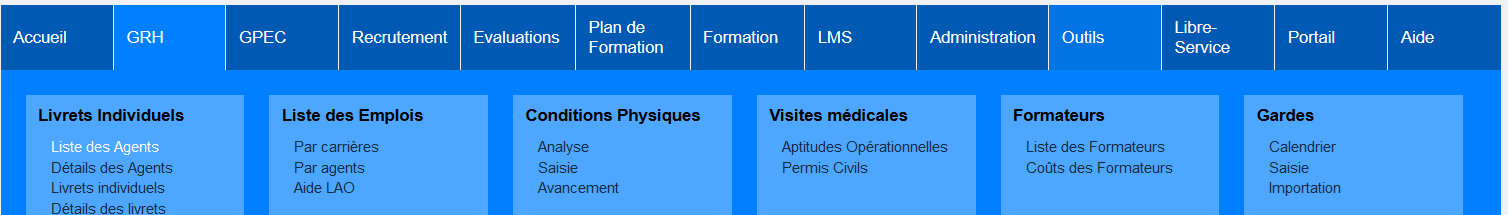 Accueil
GRH
GPEC
Recrutement
Evaluations
Plan de
Formation
Formation
LMS
Administration
Outils
Libre-
Service
Portail
Aide
Livrets Individuels
Liste des Agents
Détails des Agents
Livrets individuels
Détails des livrets
Liste des Emplois
Par carrières
Par agents
Aide LAO
Conditions Physiques
Analyse
Saisie
Avancement
Visites médicales
Aptitudes Opérationnelles
Permis Civils
Formateurs
Liste des Formateurs
Coûts des Formateurs
Gardes
Calendrier
Saisie
Importation